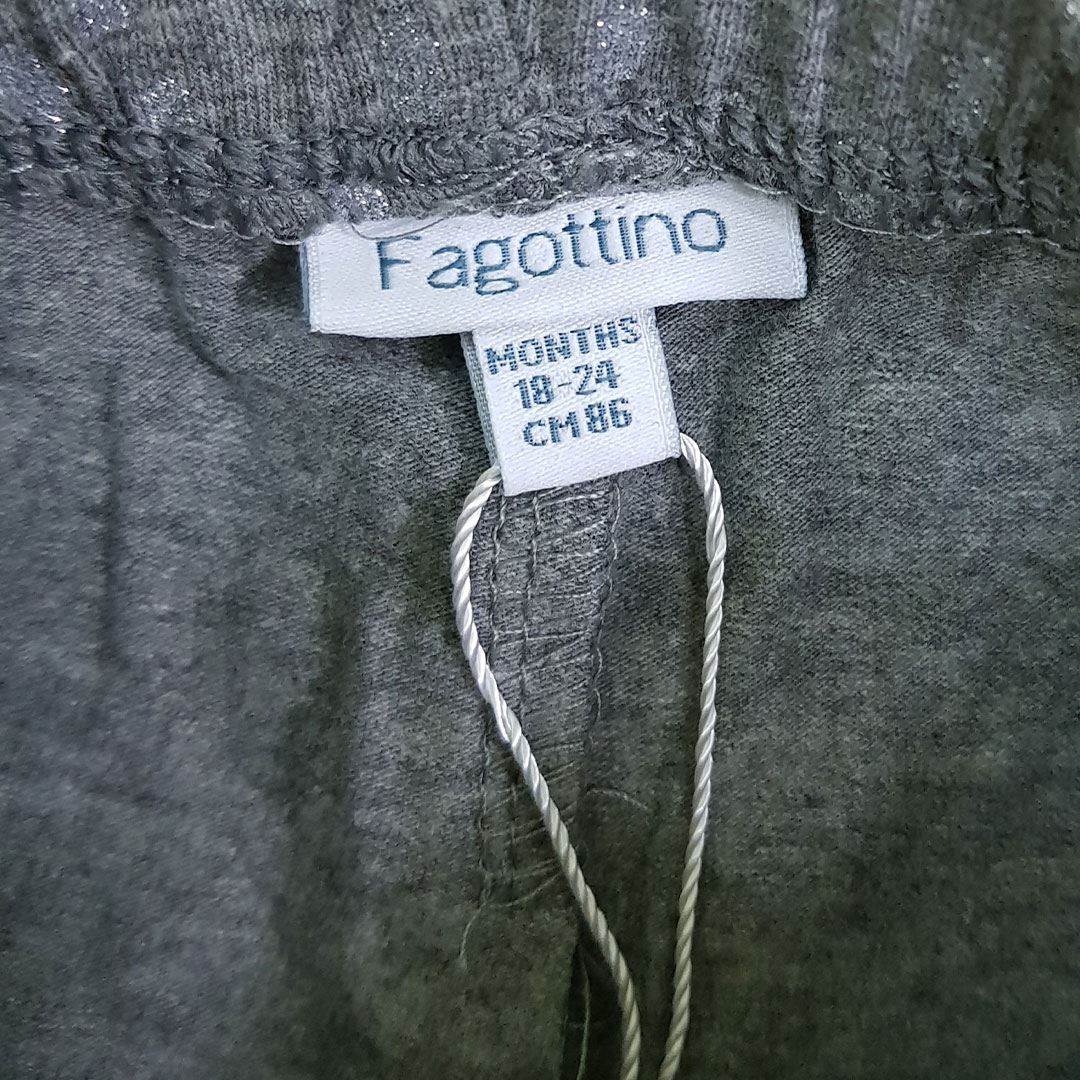 Fagottino
MONTHS
18-24
CM 86